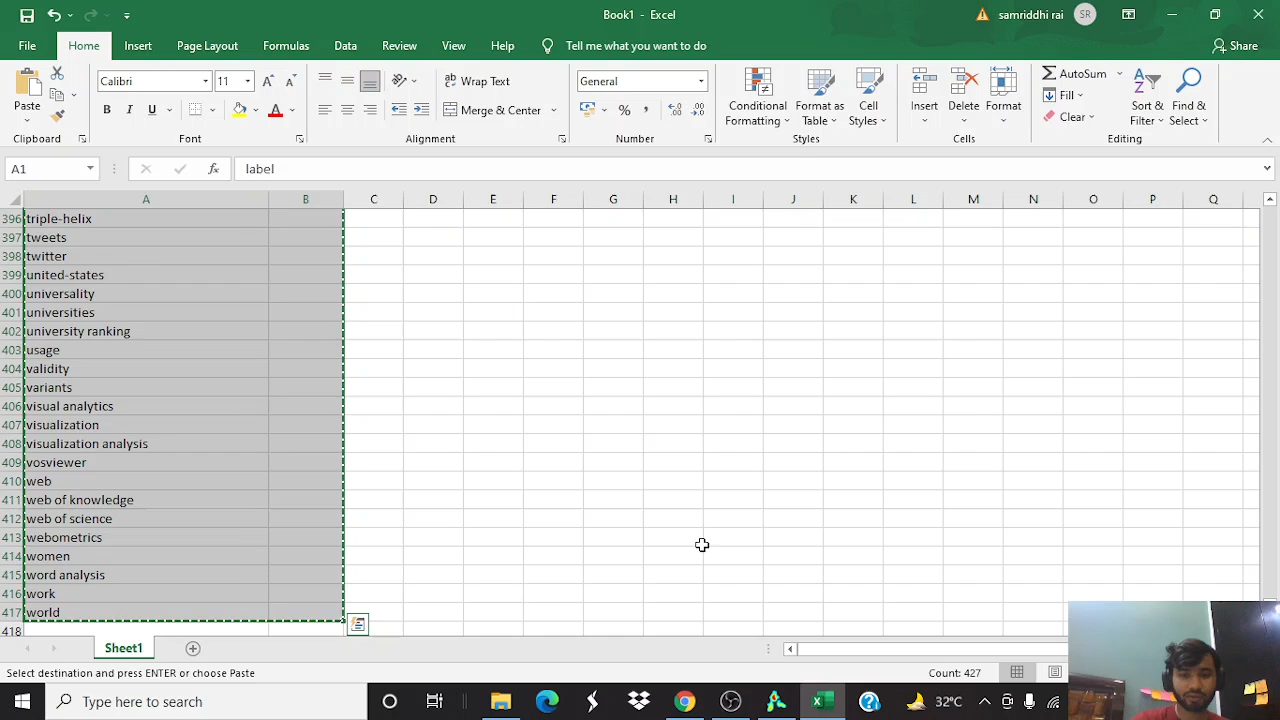 Book1 - Excel
samriddhi rai
SR
File
Home
Insert
Page Layout
Formulas
Data
Review
View
Help
Tell me what you want to do
Share
Paste
Calibri
11
A
A
B
I
U
A
ab
Wrap Text
Merge & Center
General
%
Conditional
Formatting
Format as
Table
Cell
Styles
Insert
Delete
Format
AutoSum
Fill
Clear
Sort &
Filter
Find &
Select
Clipboard
Font
Alignment
Number
Styles
Cells
Editing
A1
fx
label
A B C D E F G H I J K L M N O P Q
396 triple-helix
397 tweets
398 twitter
399 united-states
400 universality
401 universities
402 university ranking
403 usage
404 validity
405 variants
406 visual analytics
407 visualization
408 visualization analysis
409 vosviewer
410 web
411 web of knowledge
412 web of science
413 webometrics
414 women
415 word analysis
416 work
417 world
418
Sheet1
Select destination and press ENTER or choose Paste
Count: 427
Type here to search
32°C